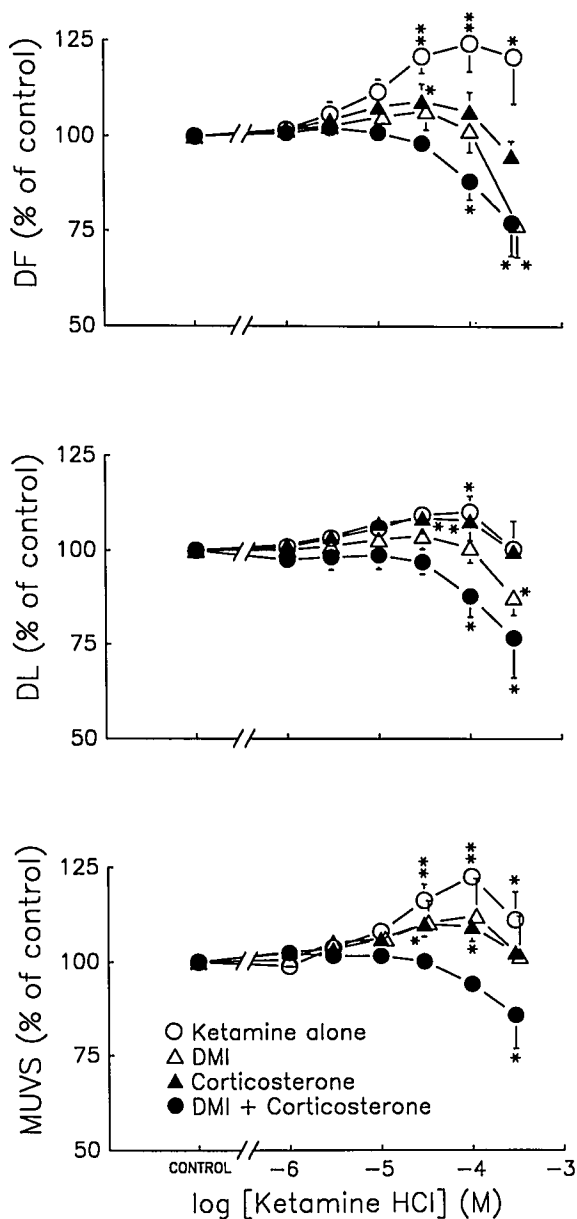 DF (% of control)
125
100
75
50
** ** *
*
*
* *
DL (% of control)
125
100
75
50
*
* *
*
*
*
MUVS (% of control)
125
100
75
50
** ** *
*
*
*
Ketamine alone
DMI
Corticosterone
DMI + Corticosterone
CONTROL -6 -5 -4 -3
log [Ketamine HCl] (M)